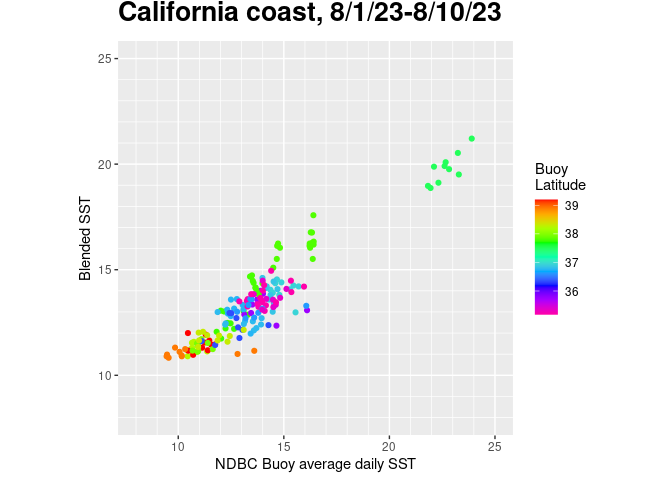 California coast, 8/1/23-8/10/23
25
20
15
10
Blended SST
10 15 20 25
NDBC Buoy average daily SST
Buoy
Latitude
39
38
37
36